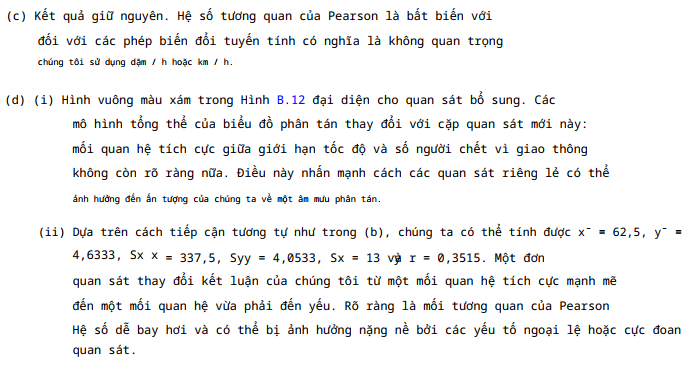 (c) Kết quả giữ nguyên. Hệ số tương quan của Pearson là bất biến với
đối với các phép biến đổi tuyến tính có nghĩa là không quan trọng
chúng tôi sử dụng dặm / h hoặc km / h.
(d) (i) Hình vuông màu xám trong Hình B.12 đại diện cho quan sát bổ sung. Các
mô hình tổng thể của biểu đồ phân tán thay đổi với cặp quan sát mới này:
mối quan hệ tích cực giữa giới hạn tốc độ và số người chết vì giao thông
không còn rõ ràng nữa. Điều này nhấn mạnh cách các quan sát riêng lẻ có thể
ảnh hưởng đến ấn tượng của chúng ta về một âm mưu phân tán.
(ii) Dựa trên cách tiếp cận tương tự như trong (b), chúng ta có thể tính được x¯ = 62,5, y¯ =
4,6333, Sx x = 337,5, Syy = 4,0533, Sx = 13 và r = 0,3515. Một đơn
quan sát thay đổi kết luận của chúng tôi từ một mối quan hệ tích cực mạnh mẽ
đến một mối quan hệ vừa phải đến yếu. Rõ ràng là mối tương quan của Pearson
Hệ số dễ bay hơi và có thể bị ảnh hưởng nặng nề bởi các yếu tố ngoại lệ hoặc cực đoan
quan sát.